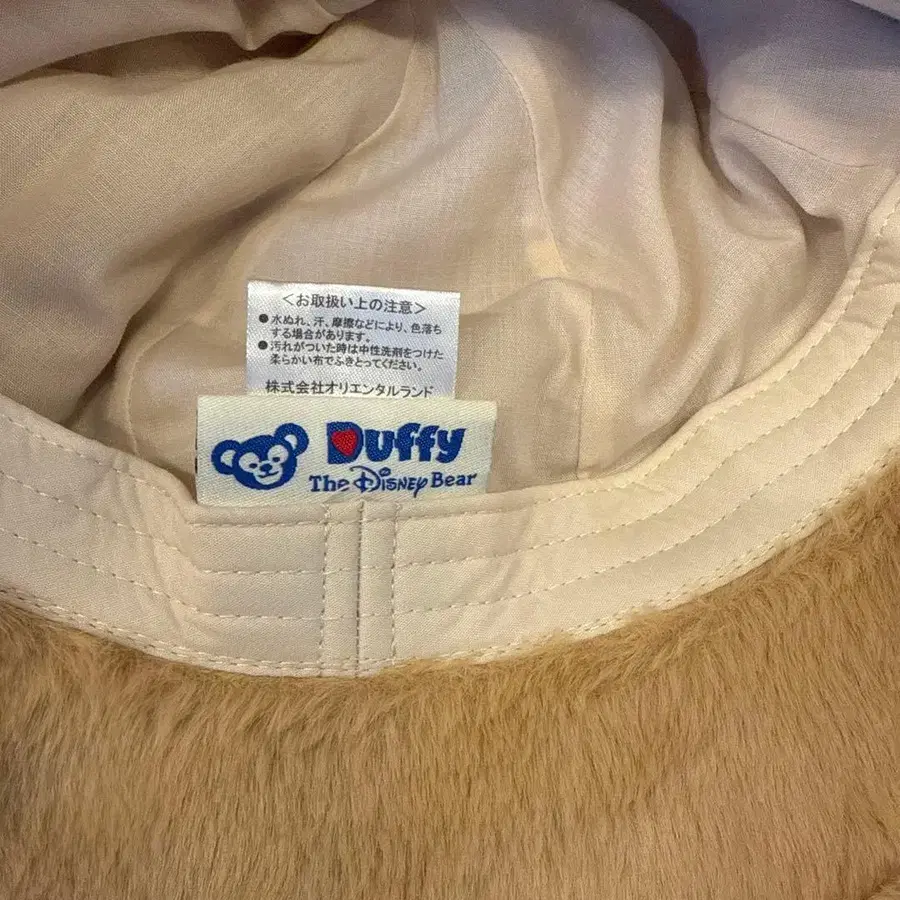 <お取扱い上の注意>
●水ぬれ、汗、摩擦などにより、色落ち
する場合があります。
●汚れがついた時は中性洗剤をつけた
柔らかい布でふきとってください。
株式会社オリエンタルランド
Duffy
The Disney Bear